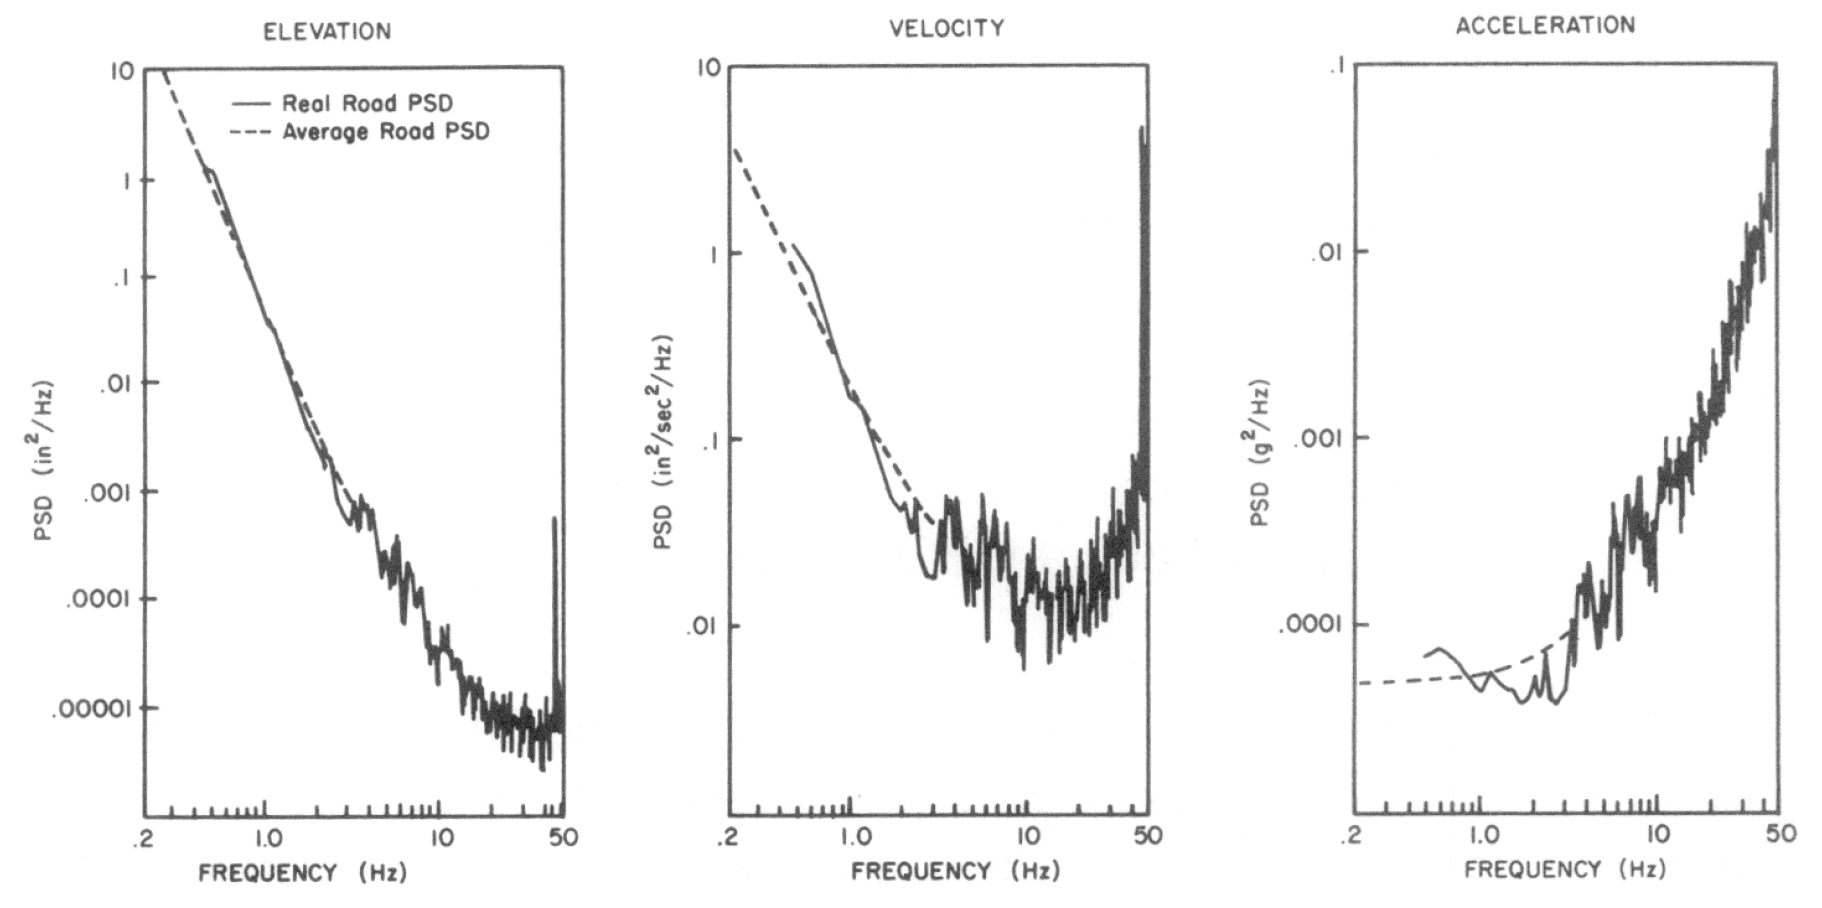 ELEVATION
10
1
.1
.01
.001
.0001
.00001
PSD (in²/Hz)
Real Road PSD
Average Road PSD
.2
1.0
10
50
FREQUENCY (Hz)
VELOCITY
10
1
.1
.01
PSD (in²/sec²/Hz)
.2
1.0
10
50
FREQUENCY (Hz)
ACCELERATION
.1
.01
.001
.0001
PSD (g²/Hz)
.2
1.0
10
50
FREQUENCY (Hz)